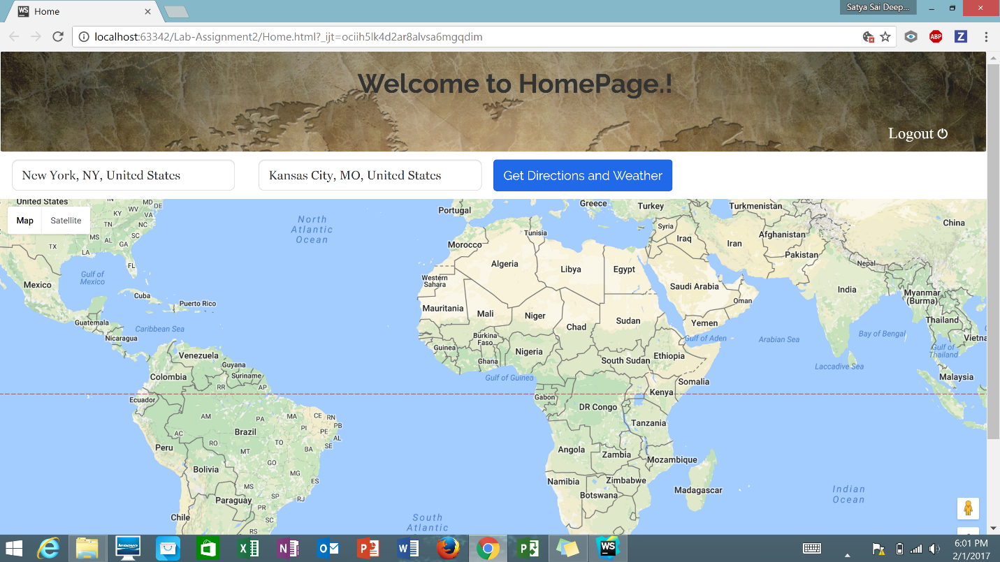 WS Home
Satya Sai Deep...
localhost:63342/Lab-Assignment2/Home.html?_ijt=ociih5lk4d2ar8alvsa6mgqdim
ABP
Z
Welcome to HomePage.!
Logout
New York, NY, United States
Kansas City, MO, United States
Get Directions and Weather
Map
Satellite
United States
IN
MD
DE
KY
WV
VA
TN
NC
MS
AL
SC
GA
TX
LA
FL
Gulf of
Mexico
Mexico
Cuba
Puerto Rico
Guatemala
Caribbean Sea
Nicaragua
North
Atlantic
Ocean
Portugal
Greece
Turkey
Turkmenistan
China
Tunisia
Syria
Morocco
Iraq
Iran
Afghanistan
Pakistan
Algeria
Libya
Egypt
Nepal
Western
Sahara
Saudi Arabia
Oman
India
Myanmar
(Burma)
Mauritania
Mali
Niger
Chad
Sudan
Yemen
Thailand
Burkina
Faso
Gulf of Aden
Arabian Sea
Bay of Bengal
Vietna
Guinea
Nigeria
Ghana
South Sudan
Ethiopia
Gulf of
Thailand
Laccadive Sea
Gulf of Guinea
Somalia
Malaysia
Venezuela
Guyana
Suriname
Colombia
RR
AP
Ecuador
Gabon
DR Congo
Kenya
Tanzania
AM
PA
MA
CE
RN
PB
PI
PE
AL
SE
AC
Brazil
RO
TO
BA
MT
Peru
GO
Bolivia
MG
ES
MS
Paraguay
SP
RJ
PR
SC
RS
Chile
Angola
Zambia
Mozambique
Namibia
Zimbabwe
Botswana
Madagascar
Indian
Ocean
South
Atlantic
lenovo
X
N
O
P
W
P
WS
6:01 PM
2/1/2017